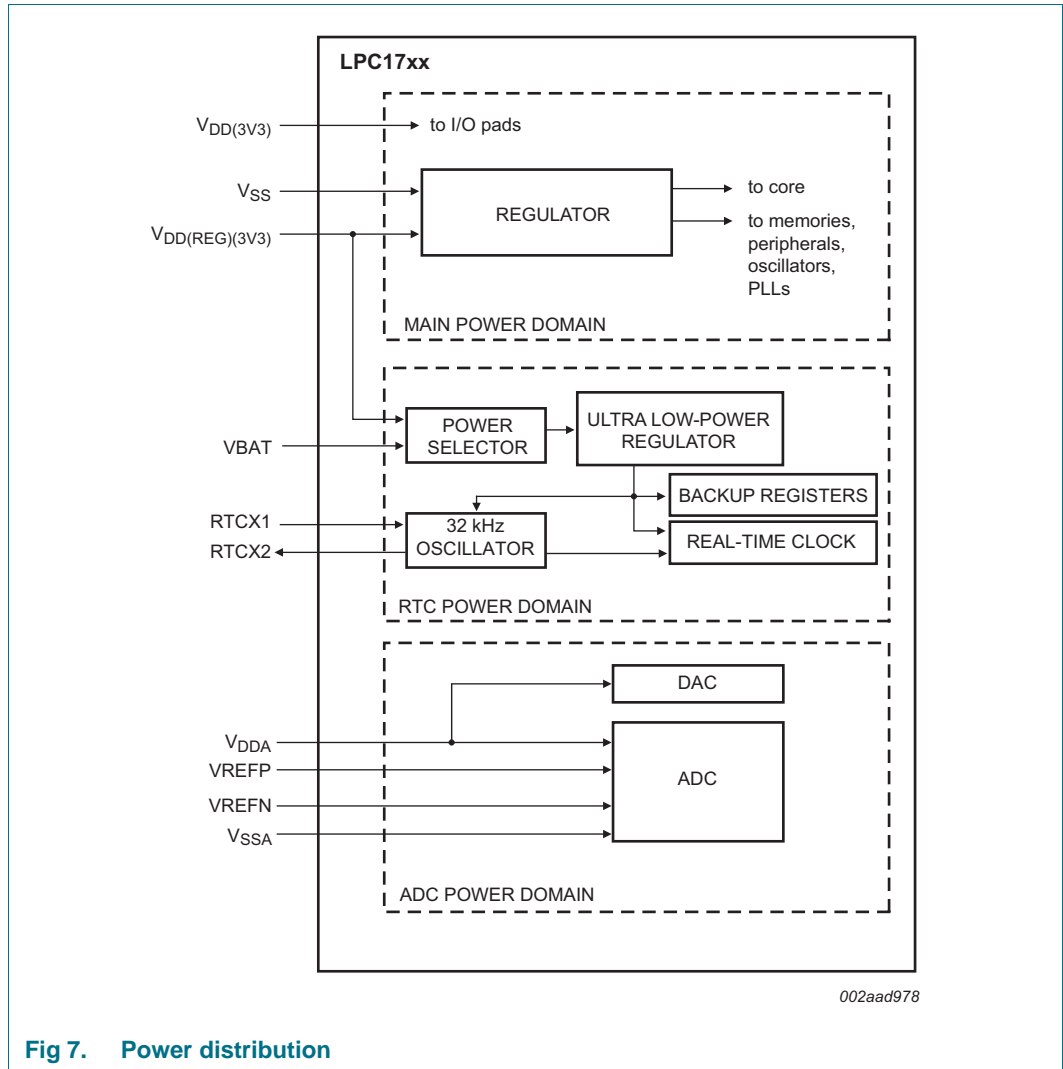 LPC17xx
VDD(3V3)
to I/O pads
VSS
REGULATOR
to core
VDD(REG)(3V3)
to memories,
peripherals,
oscillators,
PLLs
MAIN POWER DOMAIN
POWER
SELECTOR
ULTRA LOW-POWER
REGULATOR
VBAT
BACKUP REGISTERS
RTCX1
32 kHz
OSCILLATOR
REAL-TIME CLOCK
RTCX2
RTC POWER DOMAIN
DAC
VDDA
VREFP
ADC
VREFN
VSSA
ADC POWER DOMAIN
002aad978
Fig 7. Power distribution